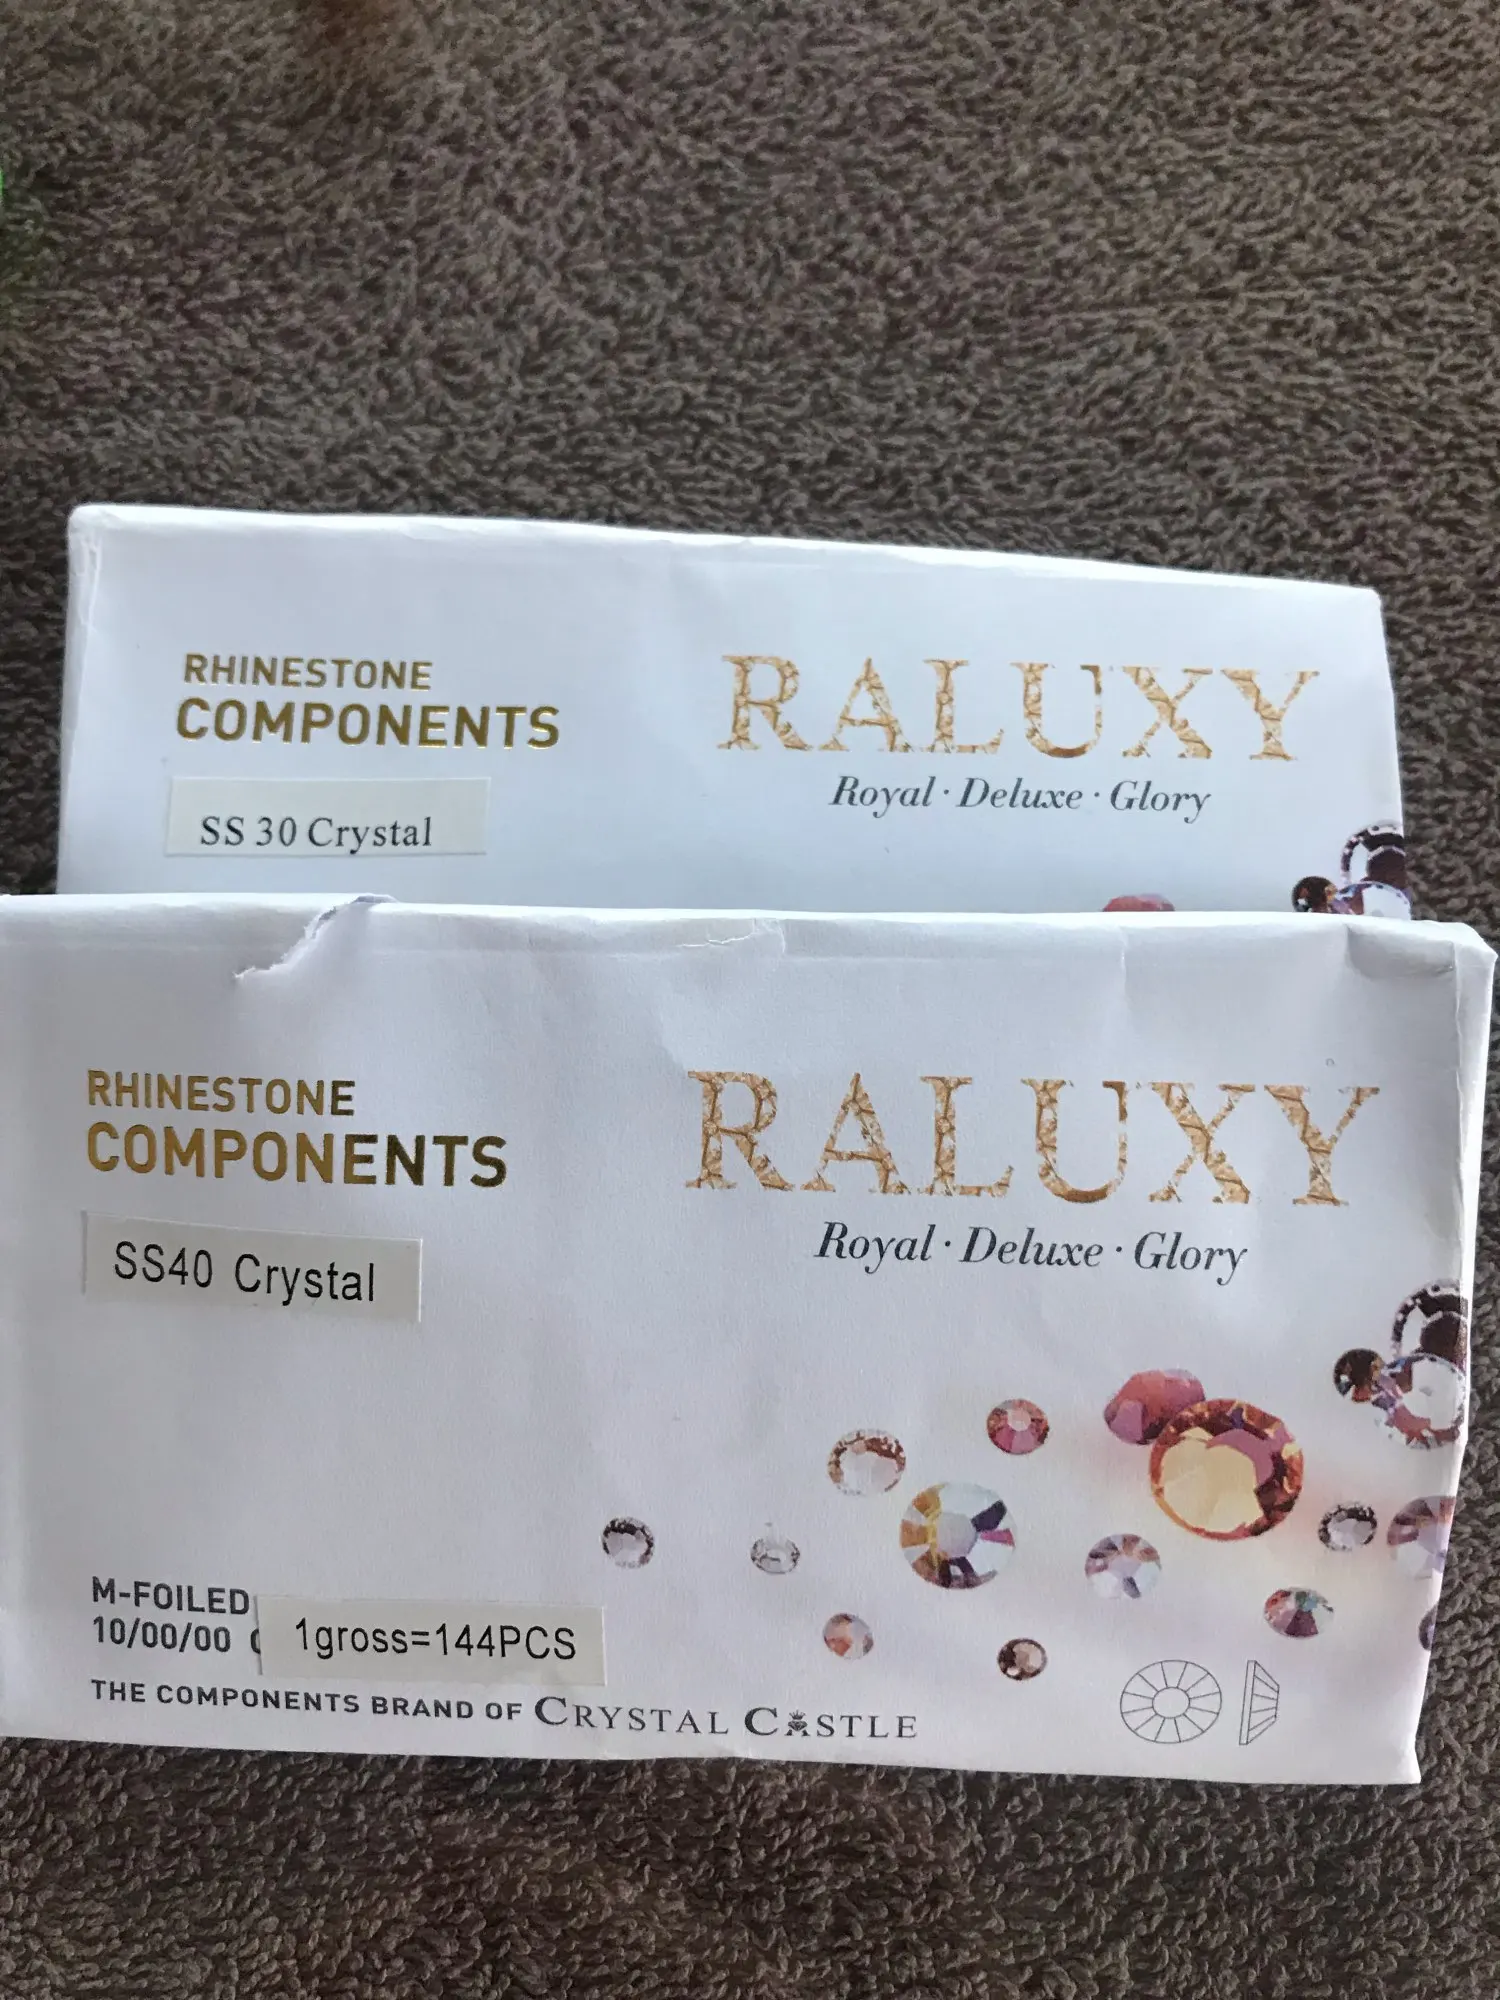 RHINESTONE
COMPONENTS
SS 30 Crystal
RALUXY
Royal · Deluxe · Glory
RHINESTONE
COMPONENTS
SS40 Crystal
RALUXY
Royal · Deluxe · Glory
M-FOILED
10/00/00
1gross=144PCS
THE COMPONENTS BRAND OF CRYSTAL CASTLE